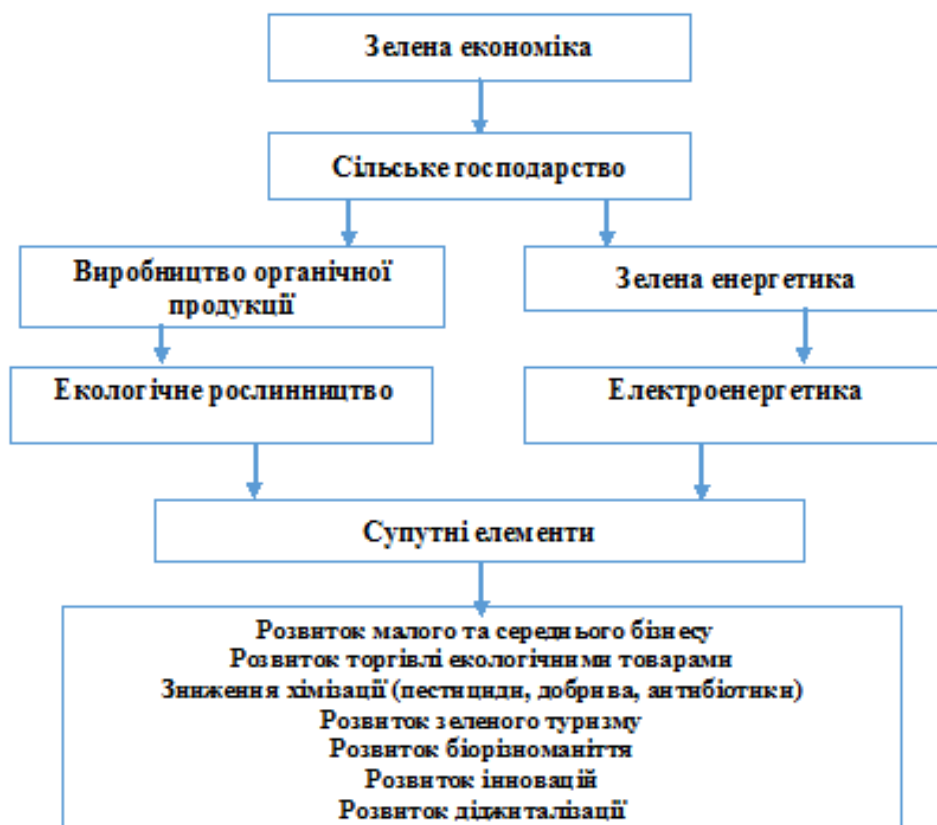 Зелена економіка
Сільське господарство
Виробництво органічної
продукції
Зелена енергетика
Екологічне рослинництво
Електроенергетика
Супутні елементи
Розвиток малого та середнього бізнесу
Розвиток торгівлі екологічними товарами
Зниження хімізації (пестициди, добрива, антибіотики)
Розвиток зеленого туризму
Розвиток біорізноманіття
Розвиток інновацій
Розвиток діджиталізації